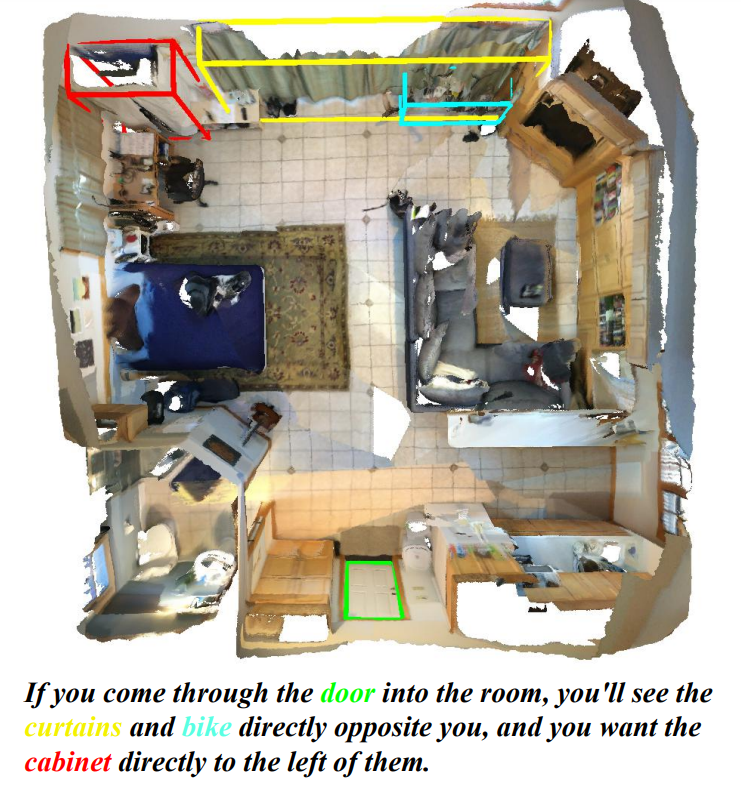 If you come through the door into the room, you'll see the
curtains and bike directly opposite you, and you want the
cabinet directly to the left of them.